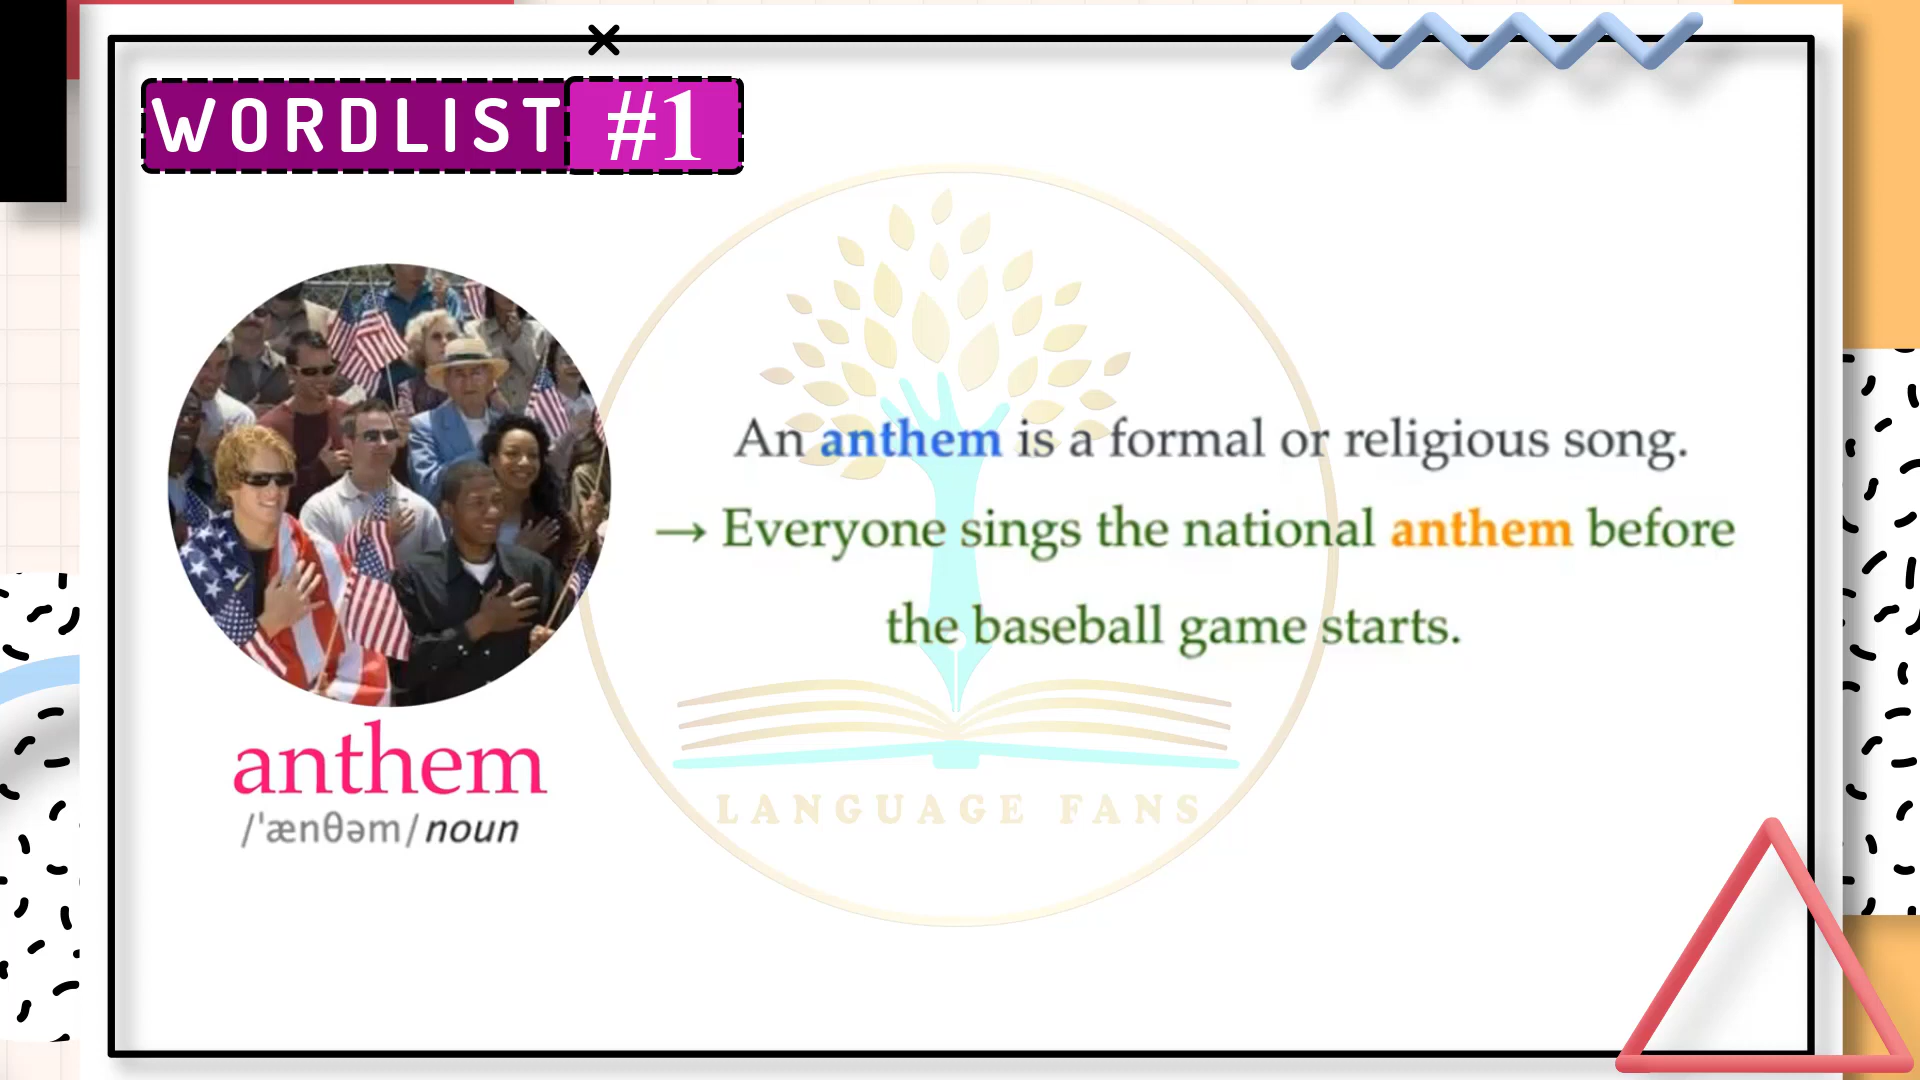 WORDLIST #1
An anthem is a formal or religious song.
→ Everyone sings the national anthem before
the baseball game starts.
anthem
/ˈænθəm/ noun
LANGUAGE FANS